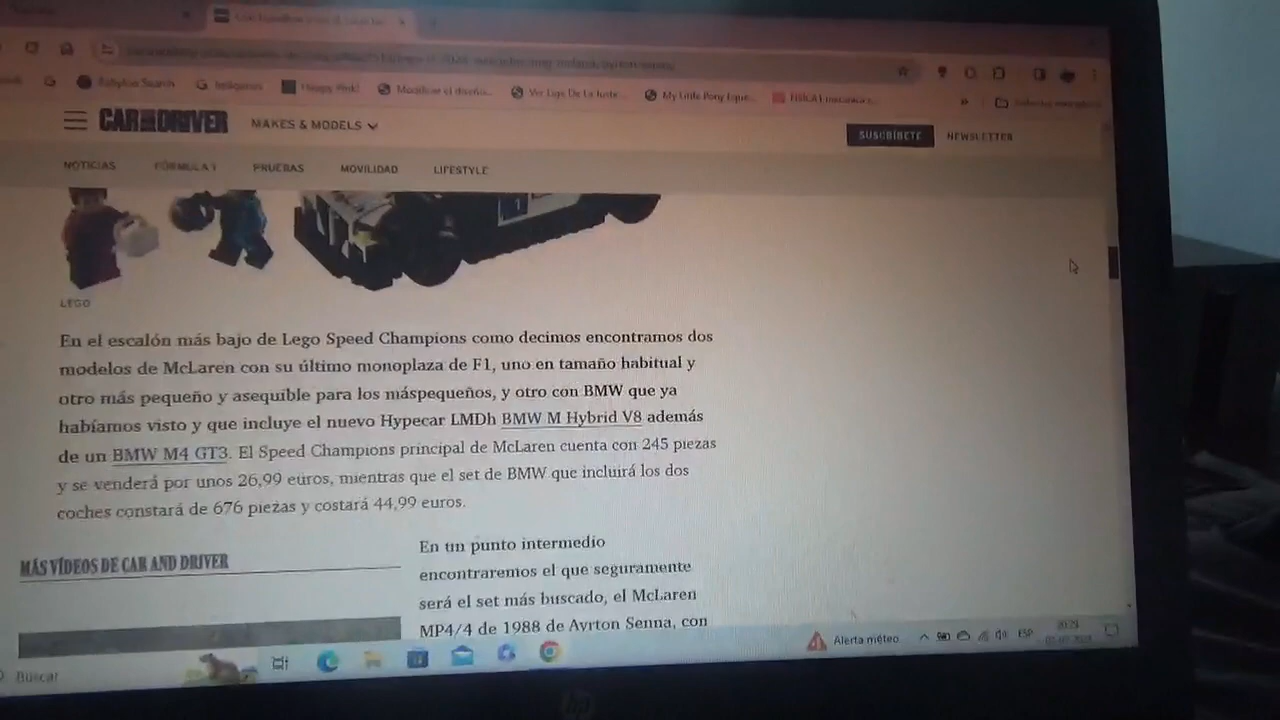 Babylon Search
Modificar el diseño...
Ver Liga De La Justic...
My Little Pony Eque...
CAR AND DRIVER
MAKES & MODELS
SUSCRÍBETE
NEWSLETTER
NOTICIAS
FÓRMULA 1
PRUEBAS
MOVILIDAD
LIFESTYLE
1
LEGO
En el escalón más bajo de Lego Speed Champions como decimos encontramos dos
modelos de McLaren con su último monoplaza de F1, uno en tamaño habitual y
otro más pequeño y asequible para los máspequeños, y otro con BMW que ya
habíamos visto y que incluye el nuevo Hypecar LMDh BMW M Hybrid V8 además
de un BMW M4 GT3. El Speed Champions principal de McLaren cuenta con 245 piezas
y se venderá por unos 26,99 euros, mientras que el set de BMW que incluirá los dos
coches constará de 676 piezas y costará 44,99 euros.
MÁS VÍDEOS DE CAR AND DRIVER
En un punto intermedio
encontraremos el que seguramente
será el set más buscado, el McLaren
MP4/4 de 1988 de Ayrton Senna, con
Buscar
Alerta méteo
ESP
20:29
hp